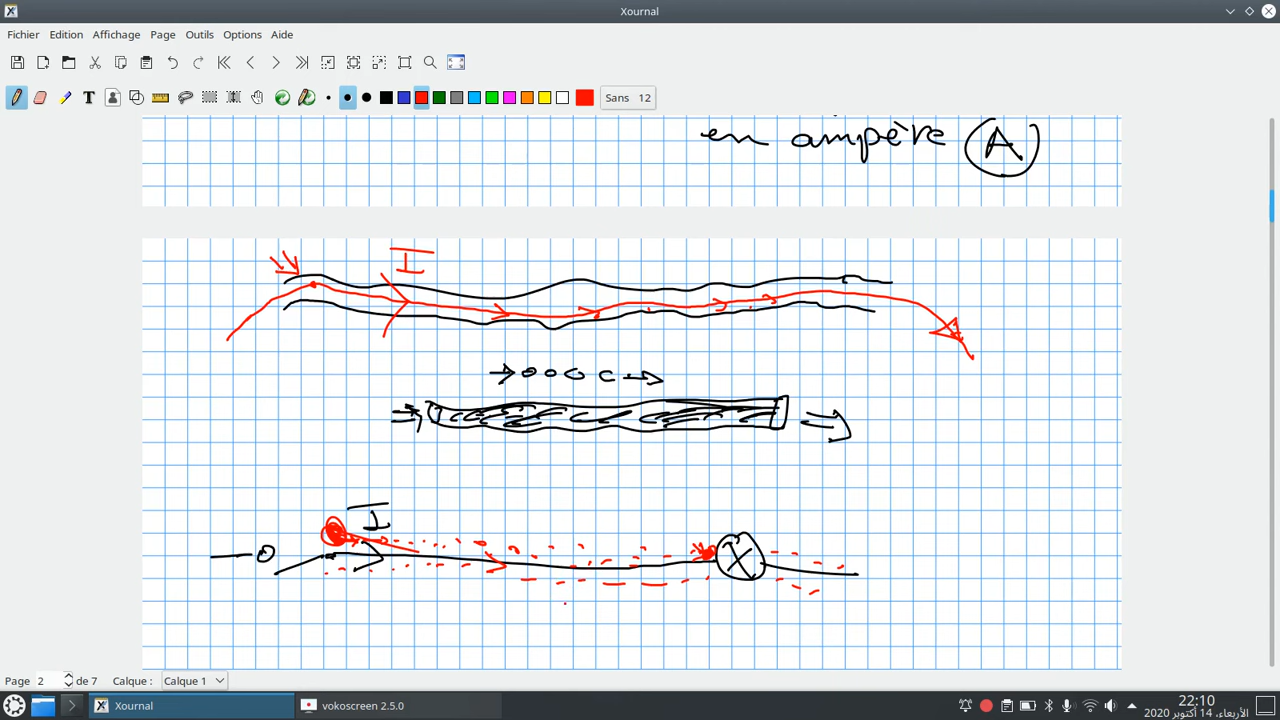 Xournal
Fichier Edition Affichage Page Outils Options Aide
Sans 12
en ampère (A)
I
I
Page 2 de 7 Calque : Calque 1
Xournal vokoscreen 2.5.0 22:10
الأربعاء, 14 أكتوبر 2020